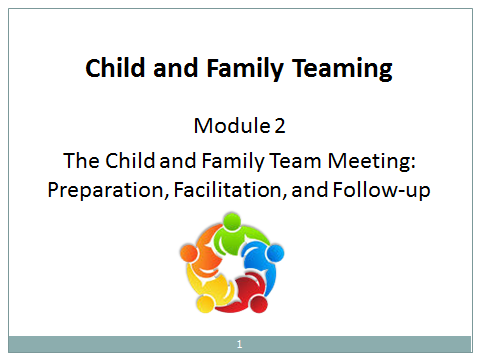 Child and Family Teaming
Module 2
The Child and Family Team Meeting:
Preparation, Facilitation, and Follow-up
1